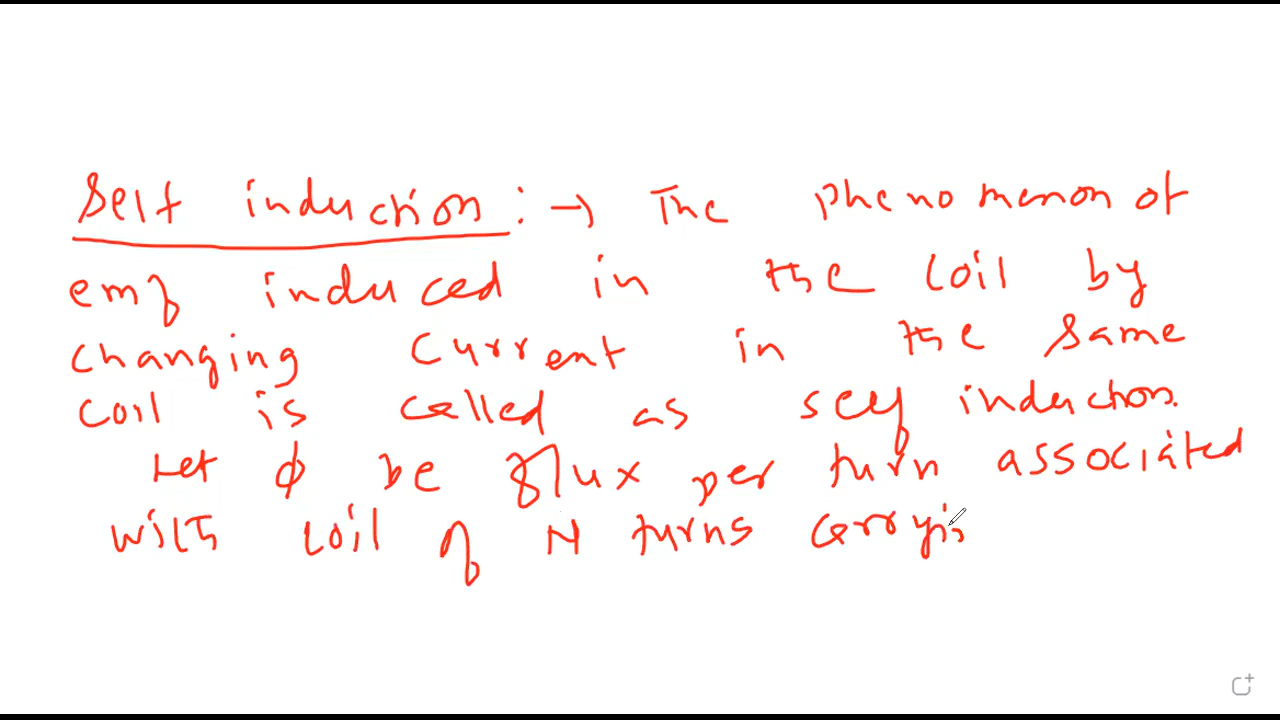 Self induction :→ The phenomenon of
emf induced in the coil by
changing current in the same
coil is called as self induction.
Let ϕ be flux per turn associated
with coil of N turns